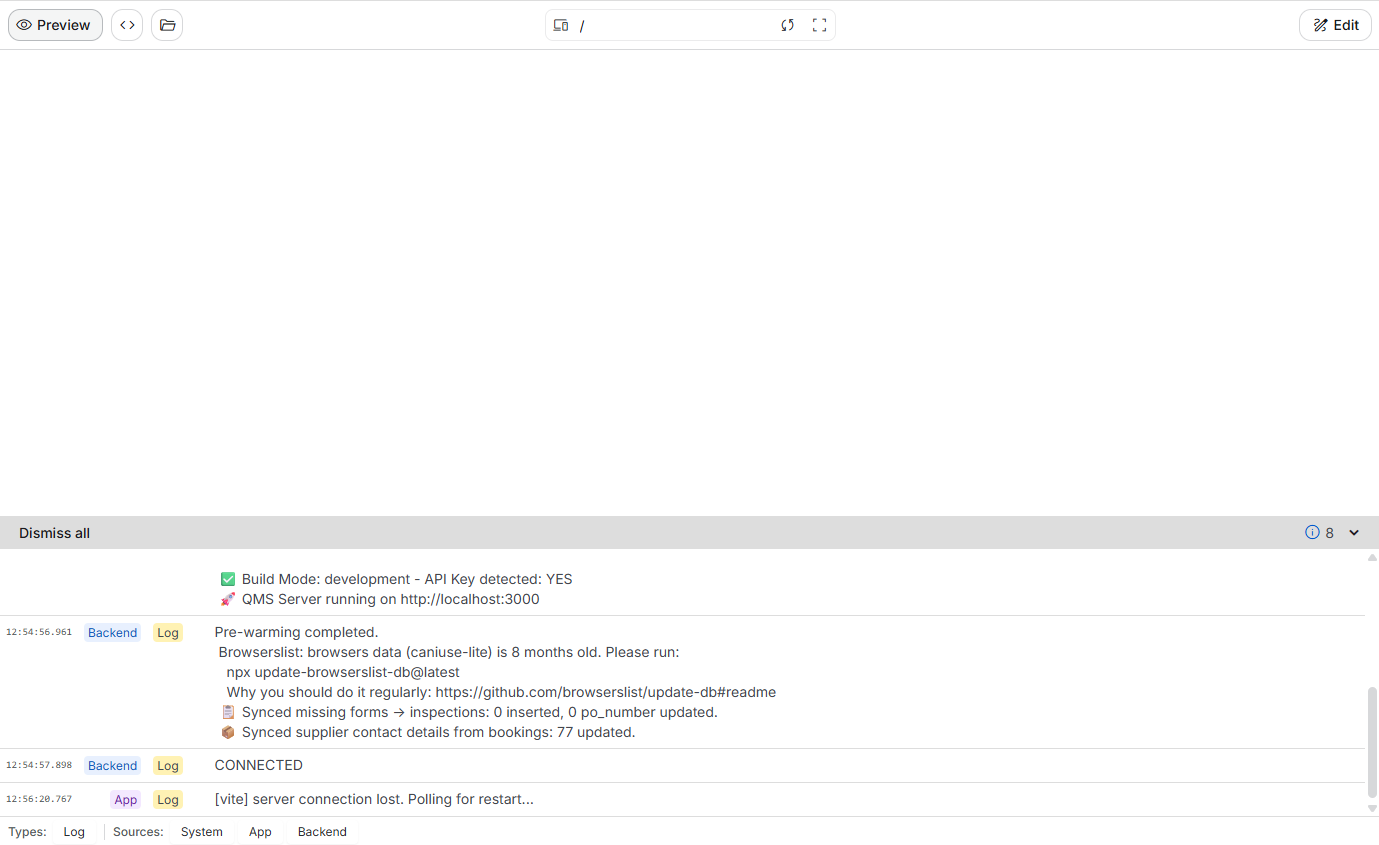 Preview
/
Edit
Dismiss all
8
✅ Build Mode: development - API Key detected: YES
🚀 QMS Server running on http://localhost:3000
12:54:56.961 Backend Log Pre-warming completed.
Browserslist: browsers data (caniuse-lite) is 8 months old. Please run:
npx update-browserslist-db@latest
Why you should do it regularly: https://github.com/browserslist/update-db#readme
📋 Synced missing forms → inspections: 0 inserted, 0 po_number updated.
📦 Synced supplier contact details from bookings: 77 updated.
12:54:57.898 Backend Log CONNECTED
12:56:20.767 App Log [vite] server connection lost. Polling for restart...
Types: Log Sources: System App Backend